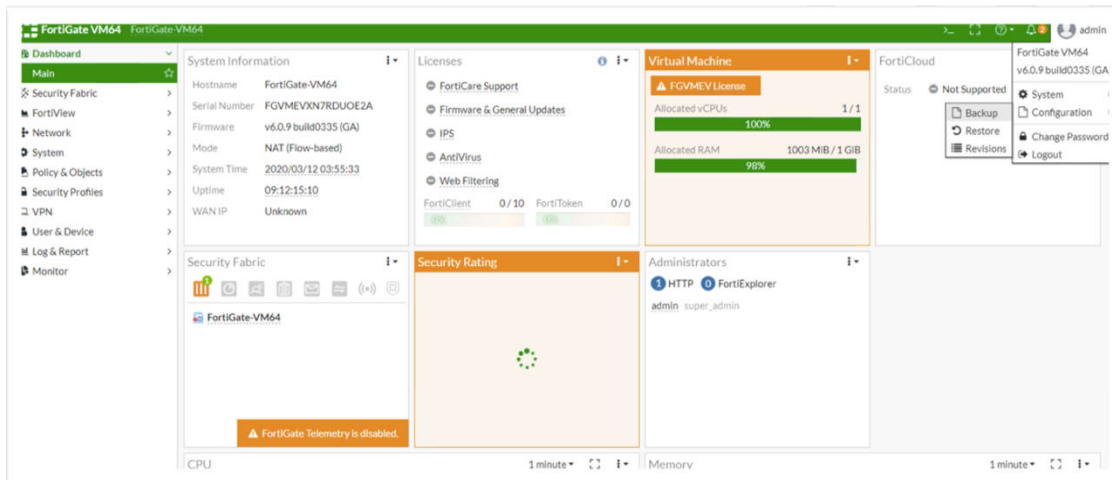 FortiGate VM64 FortiGate-VM64
>_ 2 admin
Dashboard
Main
Security Fabric
FortiView
Network
System
Policy & Objects
Security Profiles
VPN
User & Device
Log & Report
Monitor
System Information
Hostname FortiGate-VM64
Serial Number FGVMEVXN7RDUOE2A
Firmware v6.0.9 build0335 (GA)
Mode NAT (Flow-based)
System Time 2020/03/12 03:55:33
Uptime 09:12:15:10
WAN IP Unknown
Licenses
FortiCare Support
Firmware & General Updates
IPS
AntiVirus
Web Filtering
FortiClient 0/10 FortiToken 0/0
Virtual Machine
FGVMEV License
Allocated vCPUs 1/1
100%
Allocated RAM 1003 MiB / 1 GiB
98%
FortiCloud
Status Not Supported
FortiGate VM64
v6.0.9 build0335 (GA
System
Configuration
Change Password
Logout
Backup
Restore
Revisions
Security Fabric
1
FortiGate-VM64
FortiGate Telemetry is disabled.
Security Rating
Administrators
1 HTTP 0 FortiExplorer
admin super_admin
CPU 1 minute
Memory 1 minute